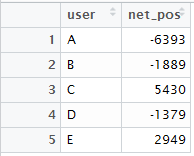 user net_pos
1 A -6393
2 B -1889
3 C 5430
4 D -1379
5 E 2949